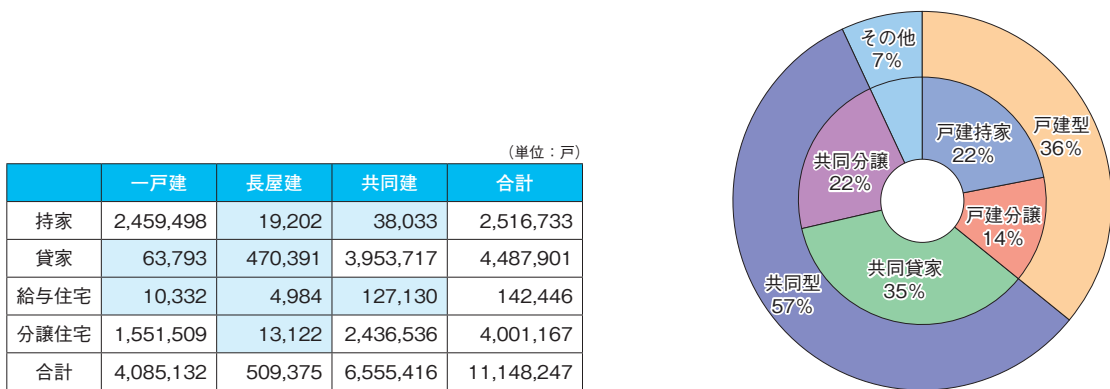 （単位：戸）
一戸建 長屋建 共同建 合計
持家 2,459,498 19,202 38,033 2,516,733
貸家 63,793 470,391 3,953,717 4,487,901
給与住宅 10,332 4,984 127,130 142,446
分譲住宅 1,551,509 13,122 2,436,536 4,001,167
合計 4,085,132 509,375 6,555,416 11,148,247
その他
7%
戸建型
36%
戸建持家
22%
共同分譲
22%
戸建分譲
14%
共同貸家
35%
共同型
57%